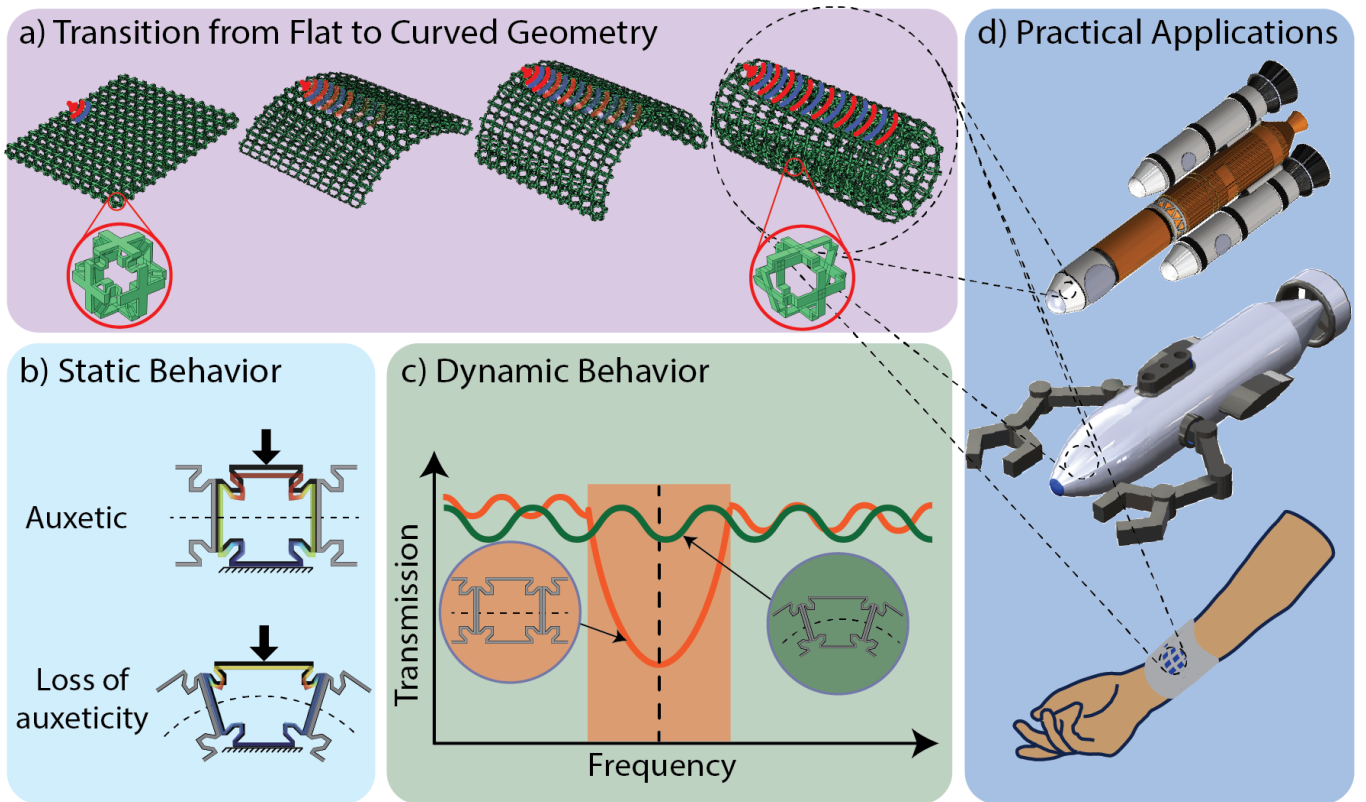 a) Transition from Flat to Curved Geometry
b) Static Behavior
Auxetic
Loss of
auxeticity
c) Dynamic Behavior
Transmission
Frequency
d) Practical Applications